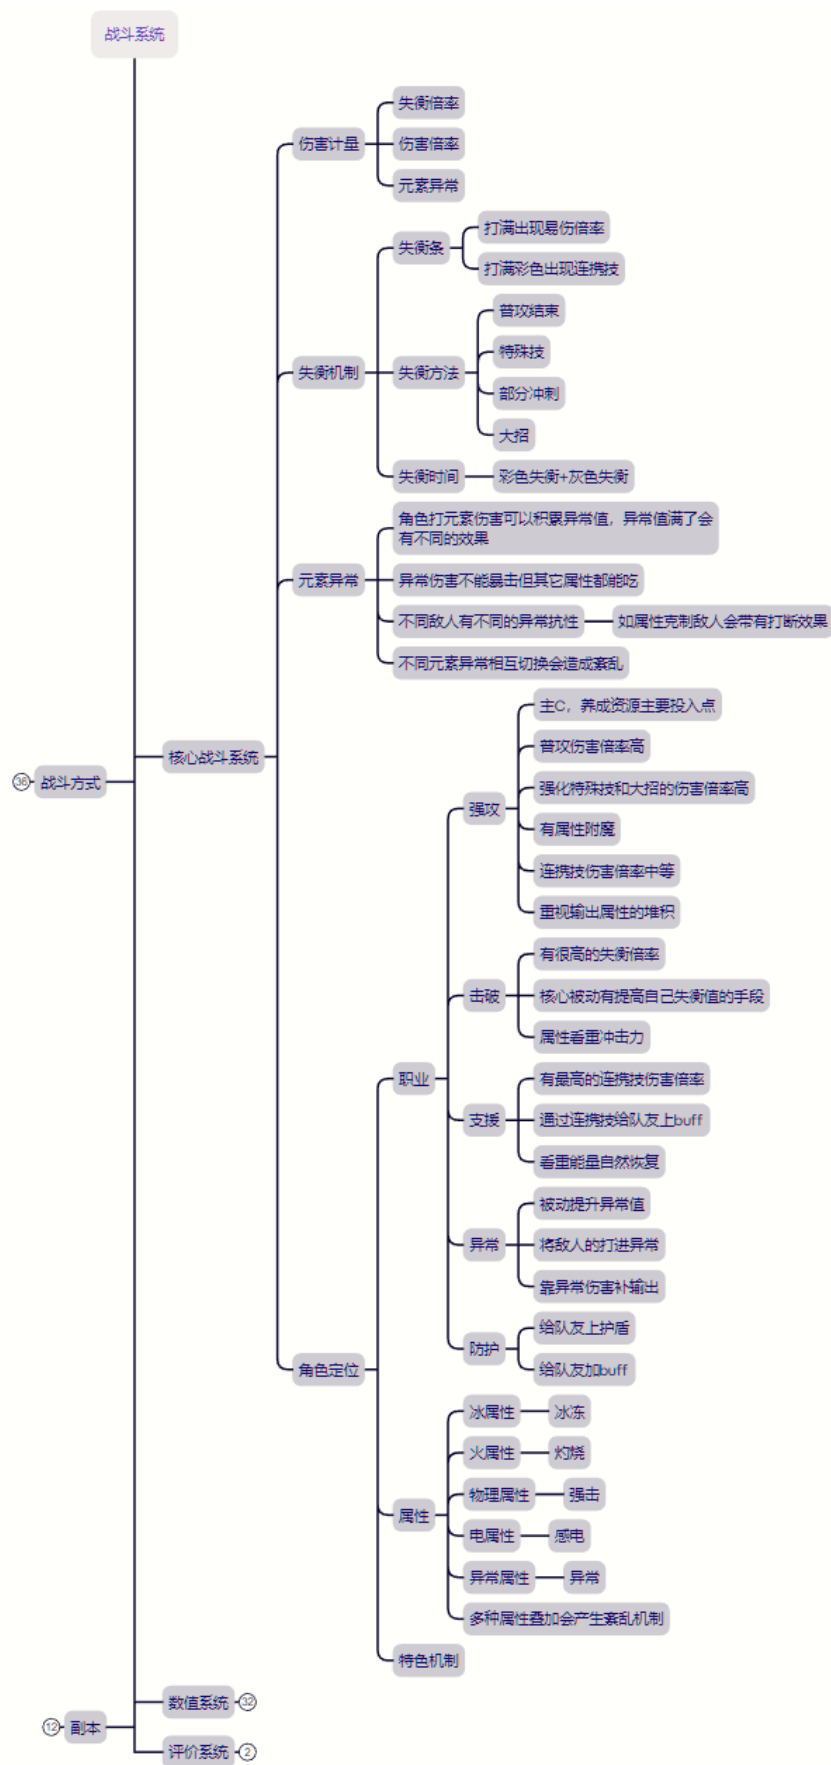 战斗系统
失衡倍率
伤害计量
伤害倍率
元素异常
打满出现易伤倍率
失衡条
打满彩色出现连携技
普攻结束
特殊技
失衡机制
失衡方法
部分冲刺
大招
失衡时间
彩色失衡+灰色失衡
角色打元素伤害可以积累异常值，异常值满了会
有不同的效果
元素异常
异常伤害不能暴击但其它属性都能吃
不同敌人有不同的异常抗性
如属性克制敌人会带有打断效果
不同元素异常相互切换会造成紊乱
主C，养成资源主要投入点
普攻伤害倍率高
核心战斗系统
36
战斗方式
强化特殊技和大招的伤害倍率高
强攻
有属性附魔
连携技伤害倍率中等
重视输出属性的堆积
有很高的失衡倍率
击破
核心被动有提高自己失衡值的手段
属性看重冲击力
职业
有最高的连携技伤害倍率
支援
通过连携技给队友上buff
看重能量自然恢复
被动提升异常值
异常
将敌人的打进异常
靠异常伤害补输出
给队友上护盾
防护
给队友加buff
角色定位
冰属性
冰冻
火属性
灼烧
物理属性
强击
属性
电属性
感电
异常属性
异常
多种属性叠加会产生紊乱机制
特色机制
数值系统
32
12
副本
评价系统
2